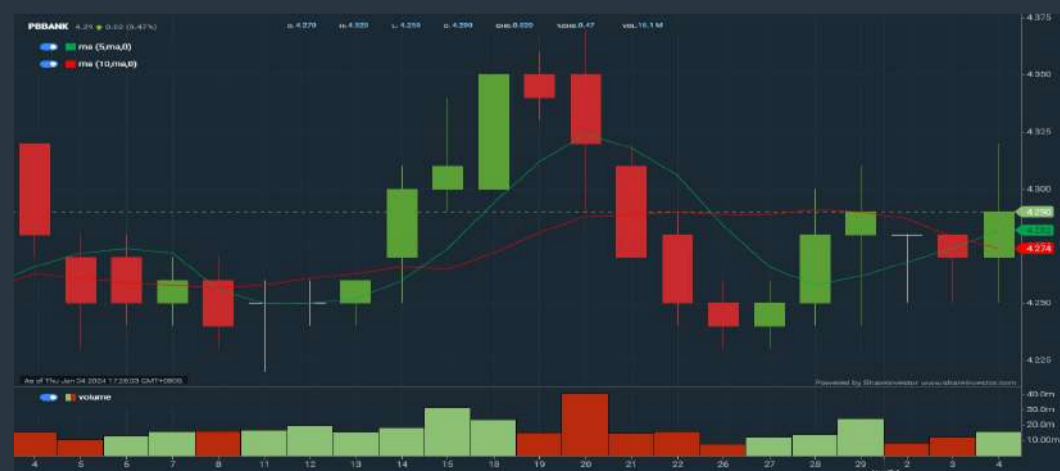 PBBANK 4.29 0.02 (0.47%) O: 4.270 H: 4.320 L: 4.250 C: 4.290 CHG:0.020 %CHG:0.47 VOL:15.1 M
ma (5,ma,0)
ma (10,ma,0)
4.375
4.350
4.325
4.300
4.290
4.282
4.274
4.250
4.225
As of Thu Jan 04 2024 17:26:03 GMT+0800
Powered by ShareInvestor www.shareinvestor.com
volume
40.0m
30.0m
20.0m
10.00m
4 5 6 7 8 11 12 13 14 15 18 19 20 21 22 26 27 28 29 2 3 4